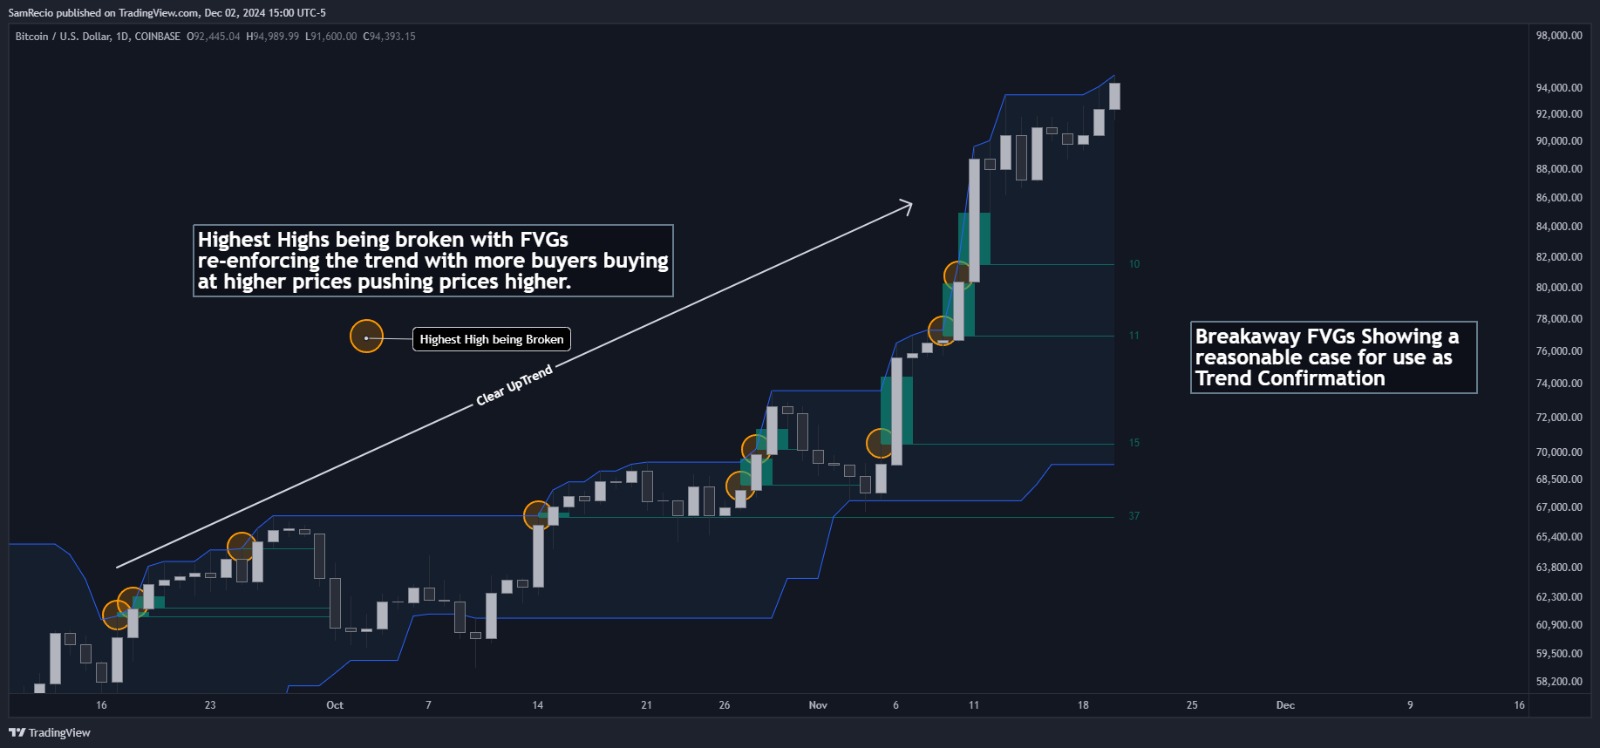 SamRecio published on TradingView.com, Dec 02, 2024 15:00 UTC-5
Bitcoin / U.S. Dollar, 1D, COINBASE O92,445.04 H94,989.99 L91,600.00 C94,393.15
98,000.00
94,000.00
92,000.00
90,000.00
88,000.00
86,000.00
84,000.00
82,000.00
80,000.00
78,000.00
76,000.00
74,000.00
72,000.00
70,000.00
68,500.00
67,000.00
65,400.00
63,800.00
62,300.00
60,900.00
59,500.00
58,200.00
Highest Highs being broken with FVGs
re-enforcing the trend with more buyers buying
at higher prices pushing prices higher.
Highest High being Broken
Clear UpTrend
10
11
15
37
Breakaway FVGs Showing a
reasonable case for use as
Trend Confirmation
16 23 Oct 7 14 21 26 Nov 6 11 18 25 Dec 9 16
TradingView